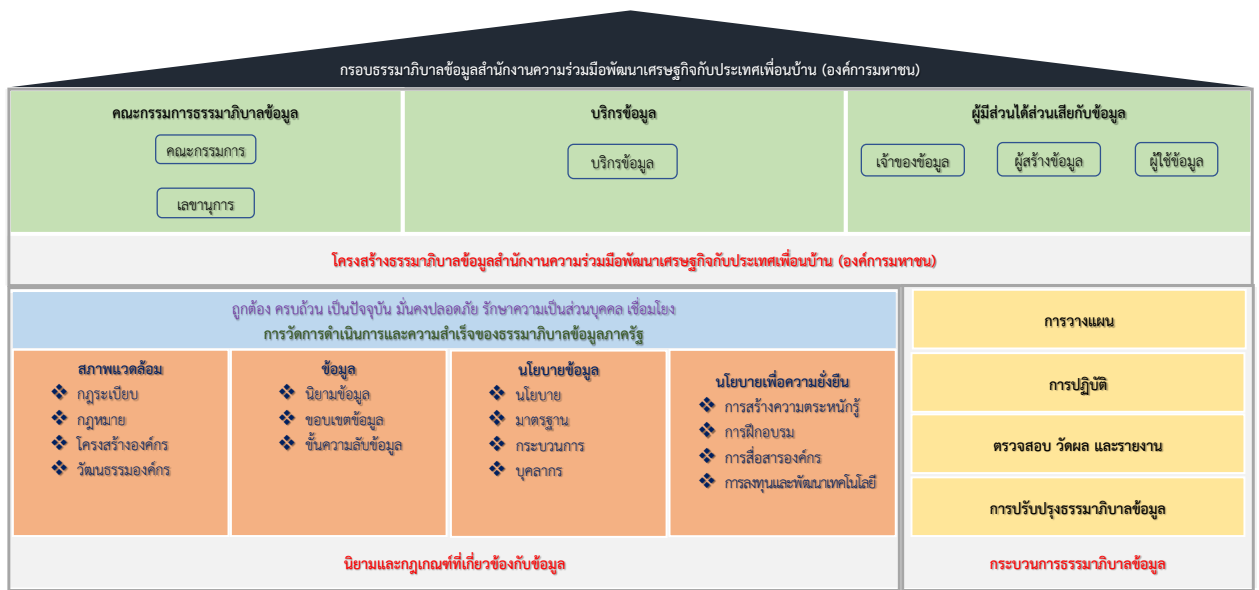 กรอบธรรมาภิบาลข้อมูลสำนักงานความร่วมมือพัฒนาเศรษฐกิจกับประเทศเพื่อนบ้าน (องค์การมหาชน)
คณะกรรมการธรรมาภิบาลข้อมูล
คณะกรรมการ
เลขานุการ
บริกรข้อมูล
บริกรข้อมูล
ผู้มีส่วนได้ส่วนเสียกับข้อมูล
เจ้าของข้อมูล
ผู้สร้างข้อมูล
ผู้ใช้ข้อมูล
โครงสร้างธรรมาภิบาลข้อมูลสำนักงานความร่วมมือพัฒนาเศรษฐกิจกับประเทศเพื่อนบ้าน (องค์การมหาชน)
ถูกต้อง ครบถ้วน เป็นปัจจุบัน มั่นคงปลอดภัย รักษาความเป็นส่วนบุคคล เชื่อมโยง
การวัดการดำเนินการและความสำเร็จของธรรมาภิบาลข้อมูลภาครัฐ
สภาพแวดล้อม
❖ กฎระเบียบ
❖ กฎหมาย
❖ โครงสร้างองค์กร
❖ วัฒนธรรมองค์กร
ข้อมูล
❖ นิยามข้อมูล
❖ ขอบเขตข้อมูล
❖ ชั้นความลับข้อมูล
นโยบายข้อมูล
❖ นโยบาย
❖ มาตรฐาน
❖ กระบวนการ
❖ บุคลากร
นโยบายเพื่อความยั่งยืน
❖ การสร้างความตระหนักรู้
❖ การฝึกอบรม
❖ การสื่อสารองค์กร
❖ การลงทุนและพัฒนาเทคโนโลยี
นิยามและกฎเกณฑ์ที่เกี่ยวข้องกับข้อมูล
การวางแผน
การปฏิบัติ
ตรวจสอบ วัดผล และรายงาน
การปรับปรุงธรรมาภิบาลข้อมูล
กระบวนการธรรมาภิบาลข้อมูล